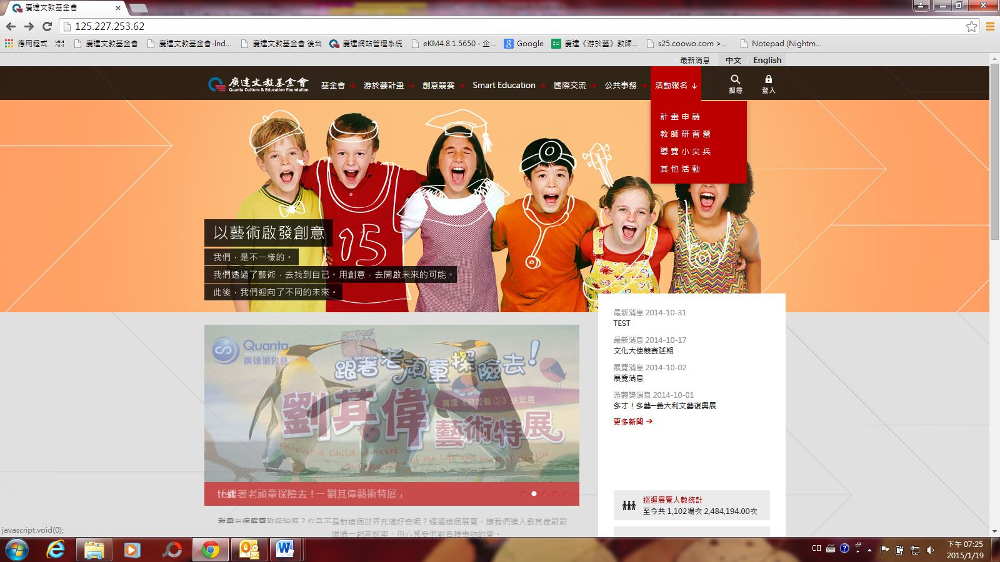 廣達文教基金會
125.227.253.62
應用程式
WIKI
廣達文教基金會
廣達文教基金會-Ind...
廣達文教基金會 後台
廣達網站管理系統
eKM4.8.1.5650 - 企...
Google
廣達《游於藝》教師...
s25.coowo.com >...
Notepad (Nightm...
最新消息
中文 / English
廣達文教基金會
Quanta Culture & Education Foundation
基金會
游於藝計畫
創意競賽
Smart Education
國際交流
公共事務
活動報名
搜尋
登入
計畫申請
教師研習營
導覽小尖兵
其他活動
15
以藝術啟發創意
我們，是不一樣的。
我們透過了藝術，去找到自己。用創意，去開啟未來的可能。
此後，我們迎向了不同的未來。
最新消息 2014-10-31
TEST
最新消息 2014-10-17
文化大使競賽延期
展覽消息 2014-10-02
展覽消息
游藝獎消息 2014-10-01
多才！多藝─義大利文藝復興展
更多新聞
Quanta
廣達游於藝
跟著老頑童探險去！
廣達《游於藝①》巡迴展
劉其偉
藝術特展
Forever a Child at Heart
An Exploration of the Life and Work of Max Liu
test
跟著老頑童探險去！－劉其偉藝術特展」
探險嗎？你是不是對這個世界充滿好奇呢？透過這個展覽，讓我們進入劉其偉爺爺
眼睛一起來探索、用心感受他對各種事物的愛。
巡迴展覽人數統計
至今共 1,102場次 2,484,194.00次
javascript:void(0);
CH
下午 07:25
2015/1/19